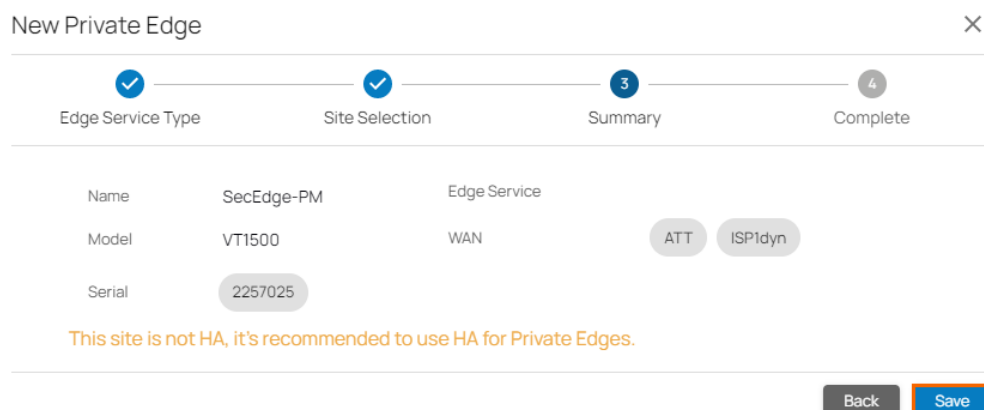 New Private Edge
3
4
Edge Service Type
Site Selection
Summary
Complete
Name
SecEdge-PM
Edge Service
Model
VT1500
WAN
ATT
ISP1dyn
Serial
2257025
This site is not HA, it's recommended to use HA for Private Edges.
Back
Save